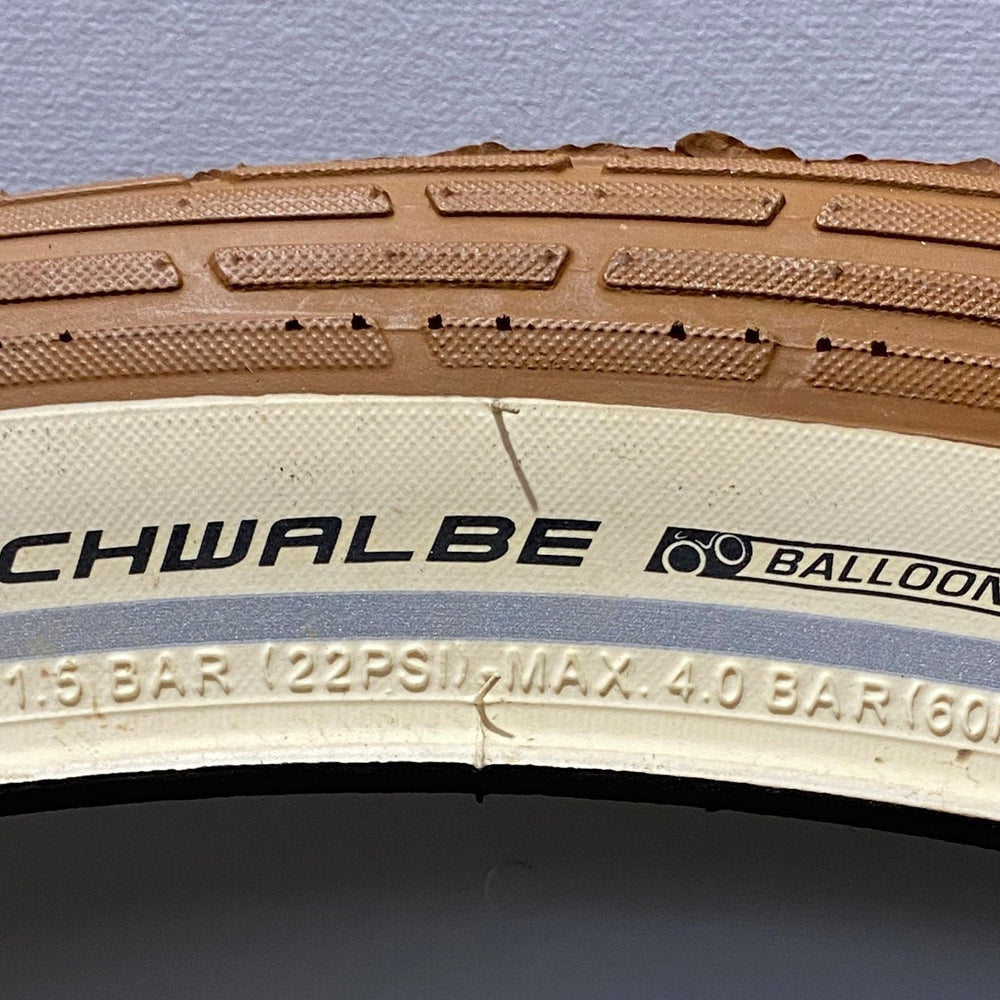 CHWALBE BALLOON
1.5 BAR (22PSI), MAX. 4.0 BAR (60